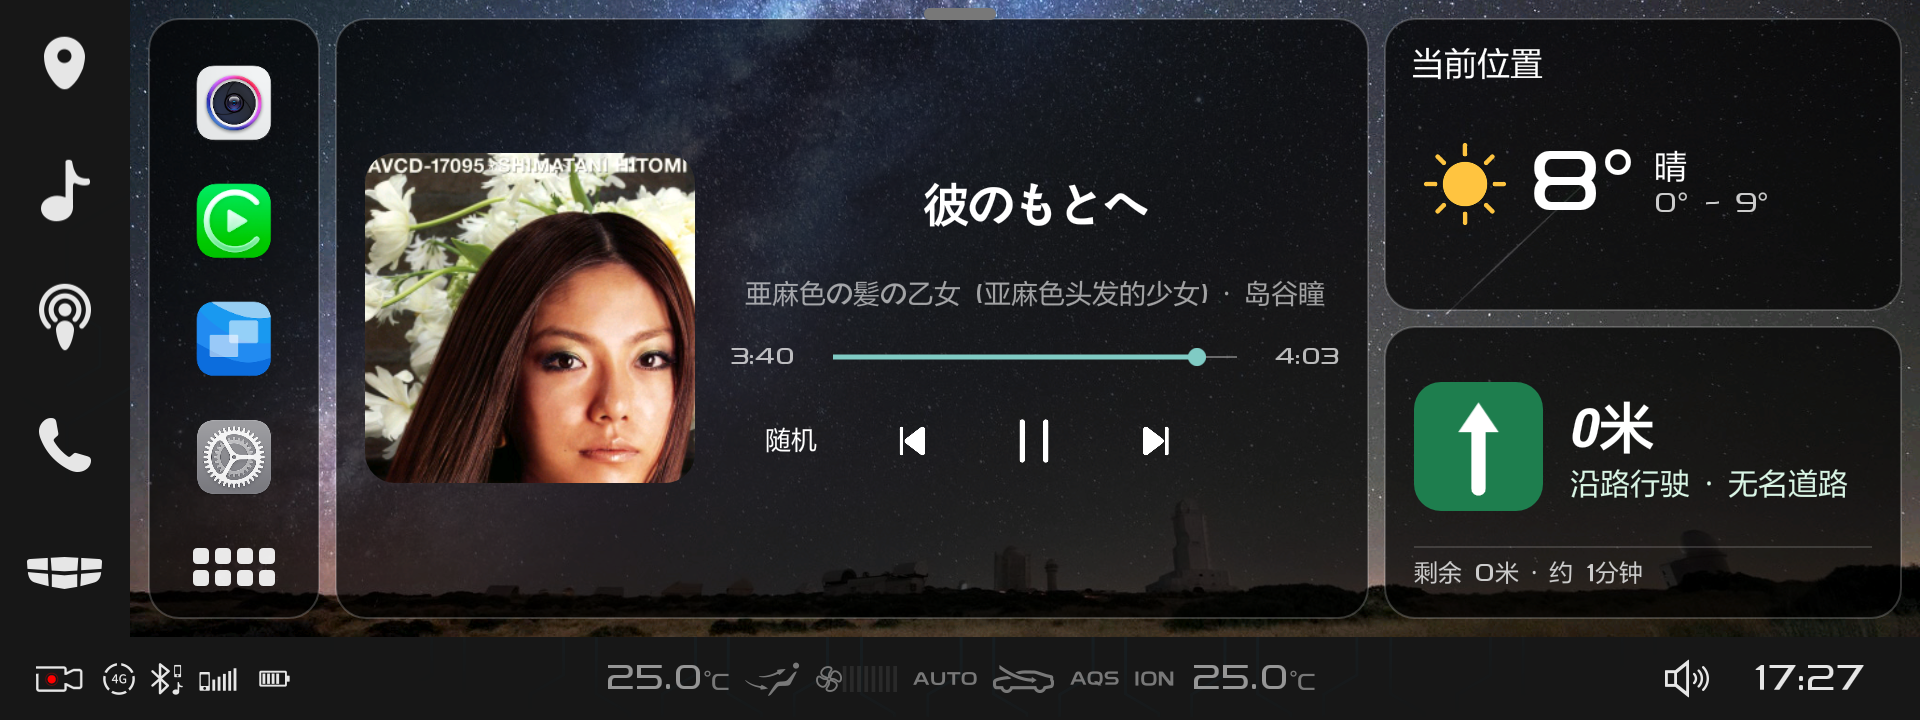 AVCD-17095 SHIMATANI HITOMI
彼のもとへ
亜麻色の髪の乙女 (亚麻色头发的少女) · 岛谷瞳
3:40
4:03
随机
当前位置
8°
晴
0° - 9°
0米
沿路行驶 · 无名道路
剩余 0米 · 约 1分钟
4G
25.0℃
AUTO
AQS
ION
25.0℃
17:27